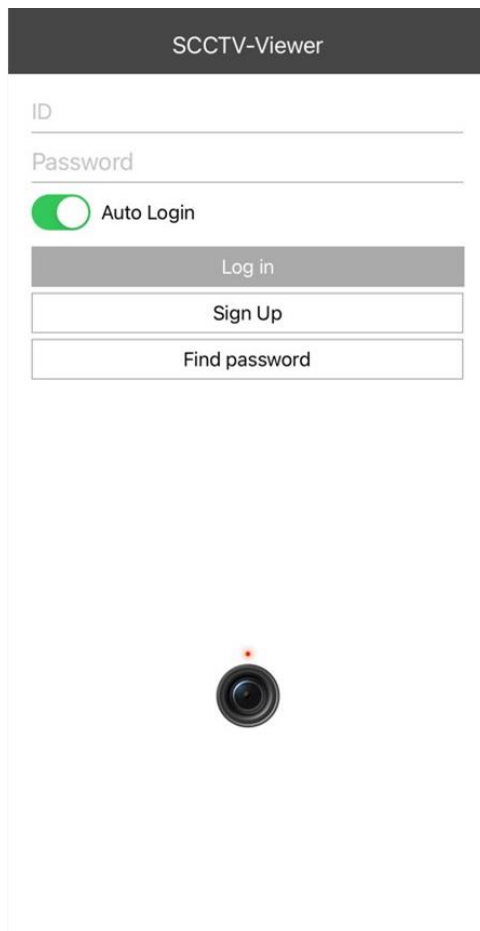 SCCTV-Viewer
ID
Password
Auto Login
Log in
Sign Up
Find password